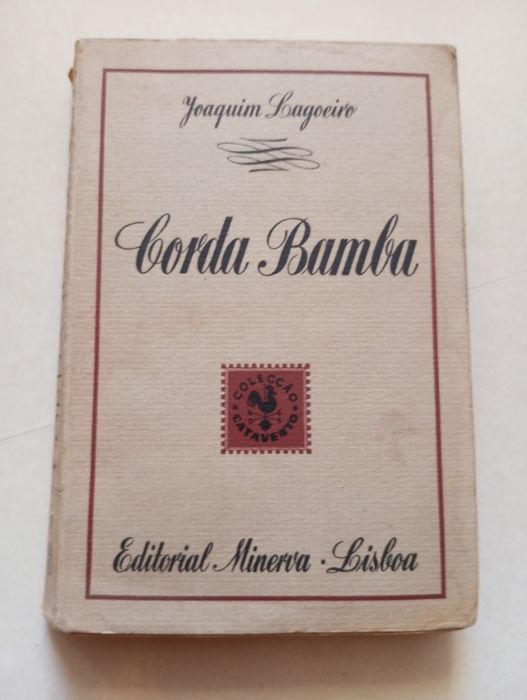 Joaquim Lagoeiro
Corda Bamba
COLECÇÃO
CATAVENTO
Editorial Minerva · Lisboa